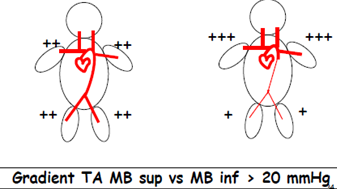 ++ ++ +++ +++
++ ++ + +
Gradient TA MB sup vs MB inf > 20 mmHg